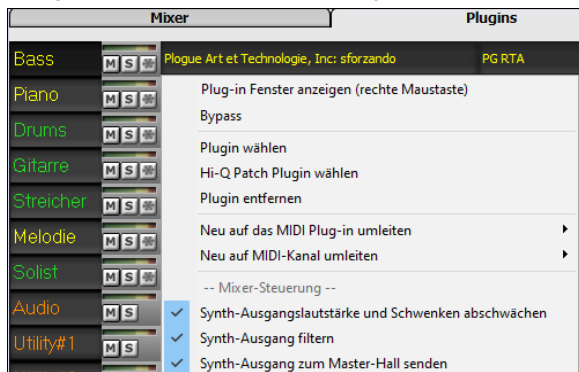 Mixer Plugins
Bass M S Plogue Art et Technologie, Inc: sforzando PG RTA
Piano M S Plug-in Fenster anzeigen (rechte Maustaste)
Bypass
Drums M S
Plugin wählen
Gitarre M S Hi-Q Patch Plugin wählen
Streicher M S Plugin entfernen
Melodie M S Neu auf das MIDI Plug-in umleiten
Neu auf MIDI-Kanal umleiten
Solist M S
-- Mixer-Steuerung --
Audio M S Synth-Ausgangslautstärke und Schwenken abschwächen
Utility#1 M S Synth-Ausgang filtern
Synth-Ausgang zum Master-Hall senden